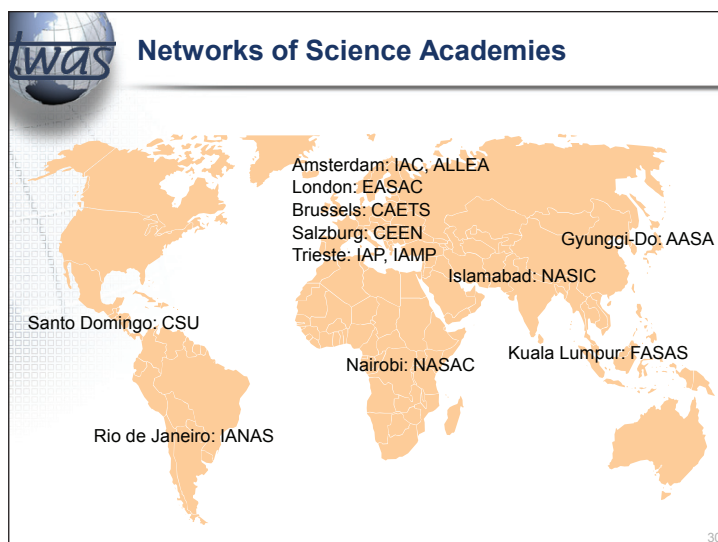 twas
Networks of Science Academies
Amsterdam: IAC, ALLEA
London: EASAC
Brussels: CAETS
Salzburg: CEEN
Trieste: IAP, IAMP
Gyunggi-Do: AASA
Islamabad: NASIC
Santo Domingo: CSU
Kuala Lumpur: FASAS
Nairobi: NASAC
Rio de Janeiro: IANAS
30